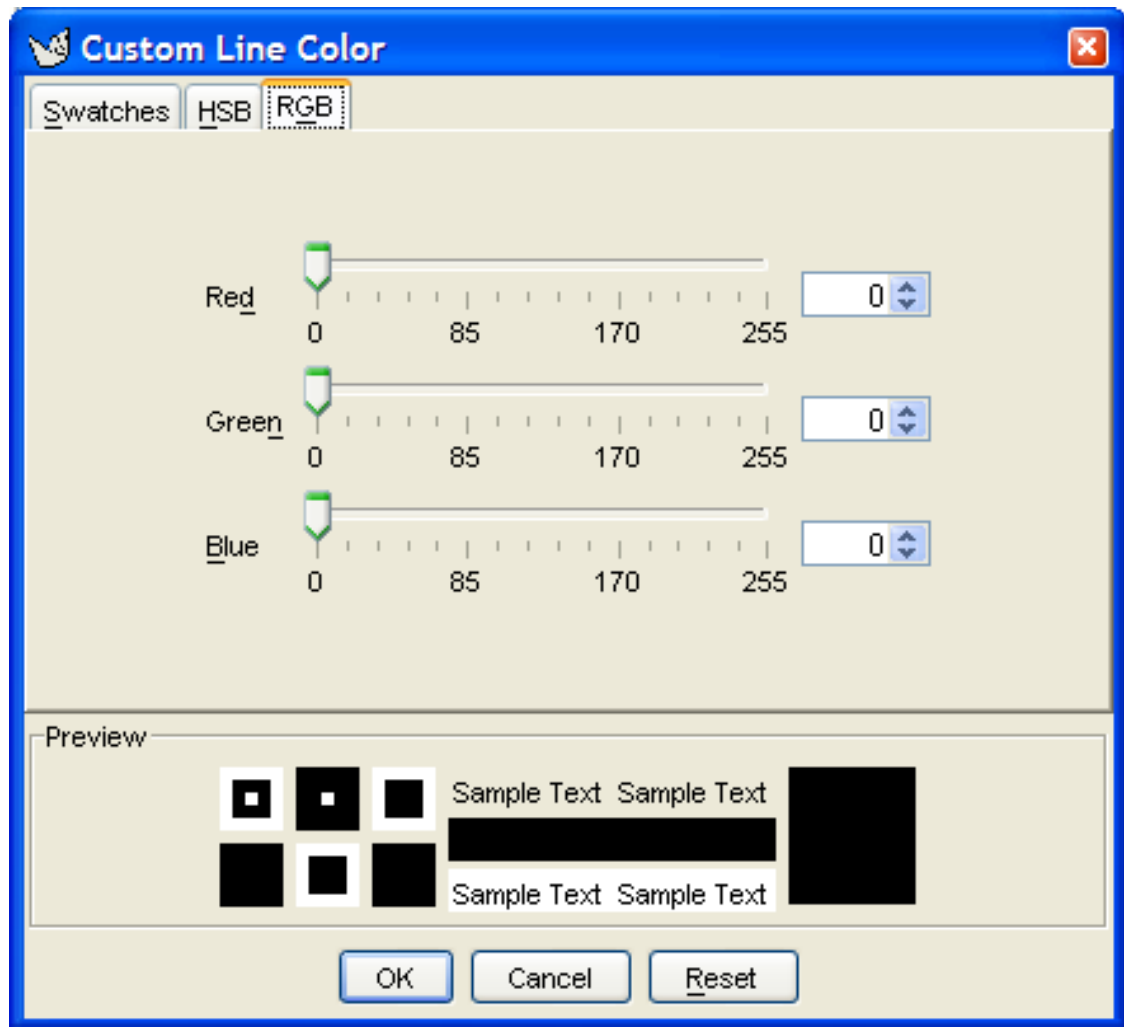 Custom Line Color
Swatches HSB RGB
Red 0
0 85 170 255
Green 0
0 85 170 255
Blue 0
0 85 170 255
Preview
Sample Text Sample Text
Sample Text Sample Text
OK Cancel Reset